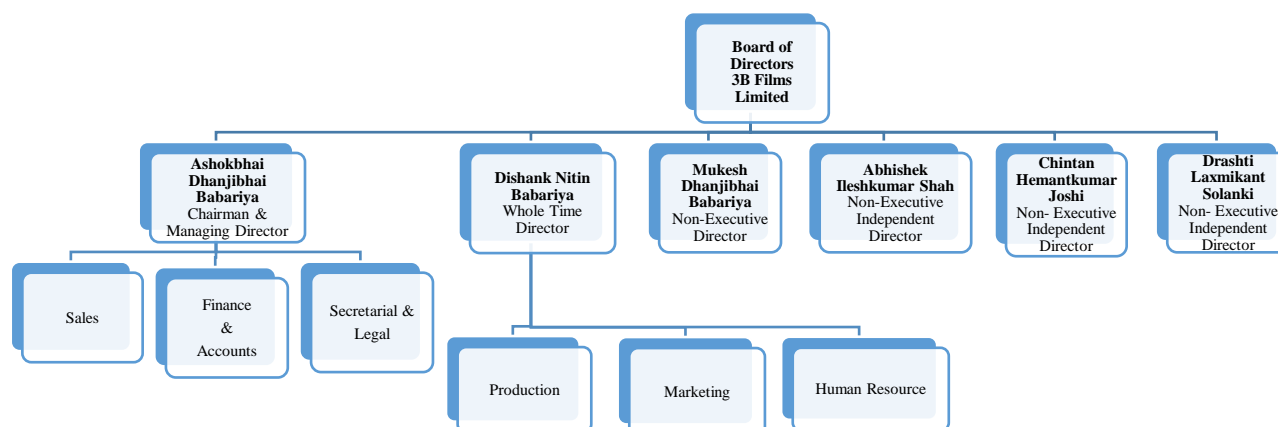 Board of
Directors
3B Films
Limited
Ashokbhai
Dhanjibhai
Babariya
Chairman &
Managing Director
Dishank Nitin
Babariya
Whole Time
Director
Mukesh
Dhanjibhai
Babariya
Non-Executive
Director
Abhishek
Ileshkumar Shah
Non-Executive
Independent
Director
Chintan
Hemantkumar
Joshi
Non- Executive
Independent
Director
Drashti
Laxmikant
Solanki
Non- Executive
Independent
Director
Sales
Finance
&
Accounts
Secretarial &
Legal
Production
Marketing
Human Resource